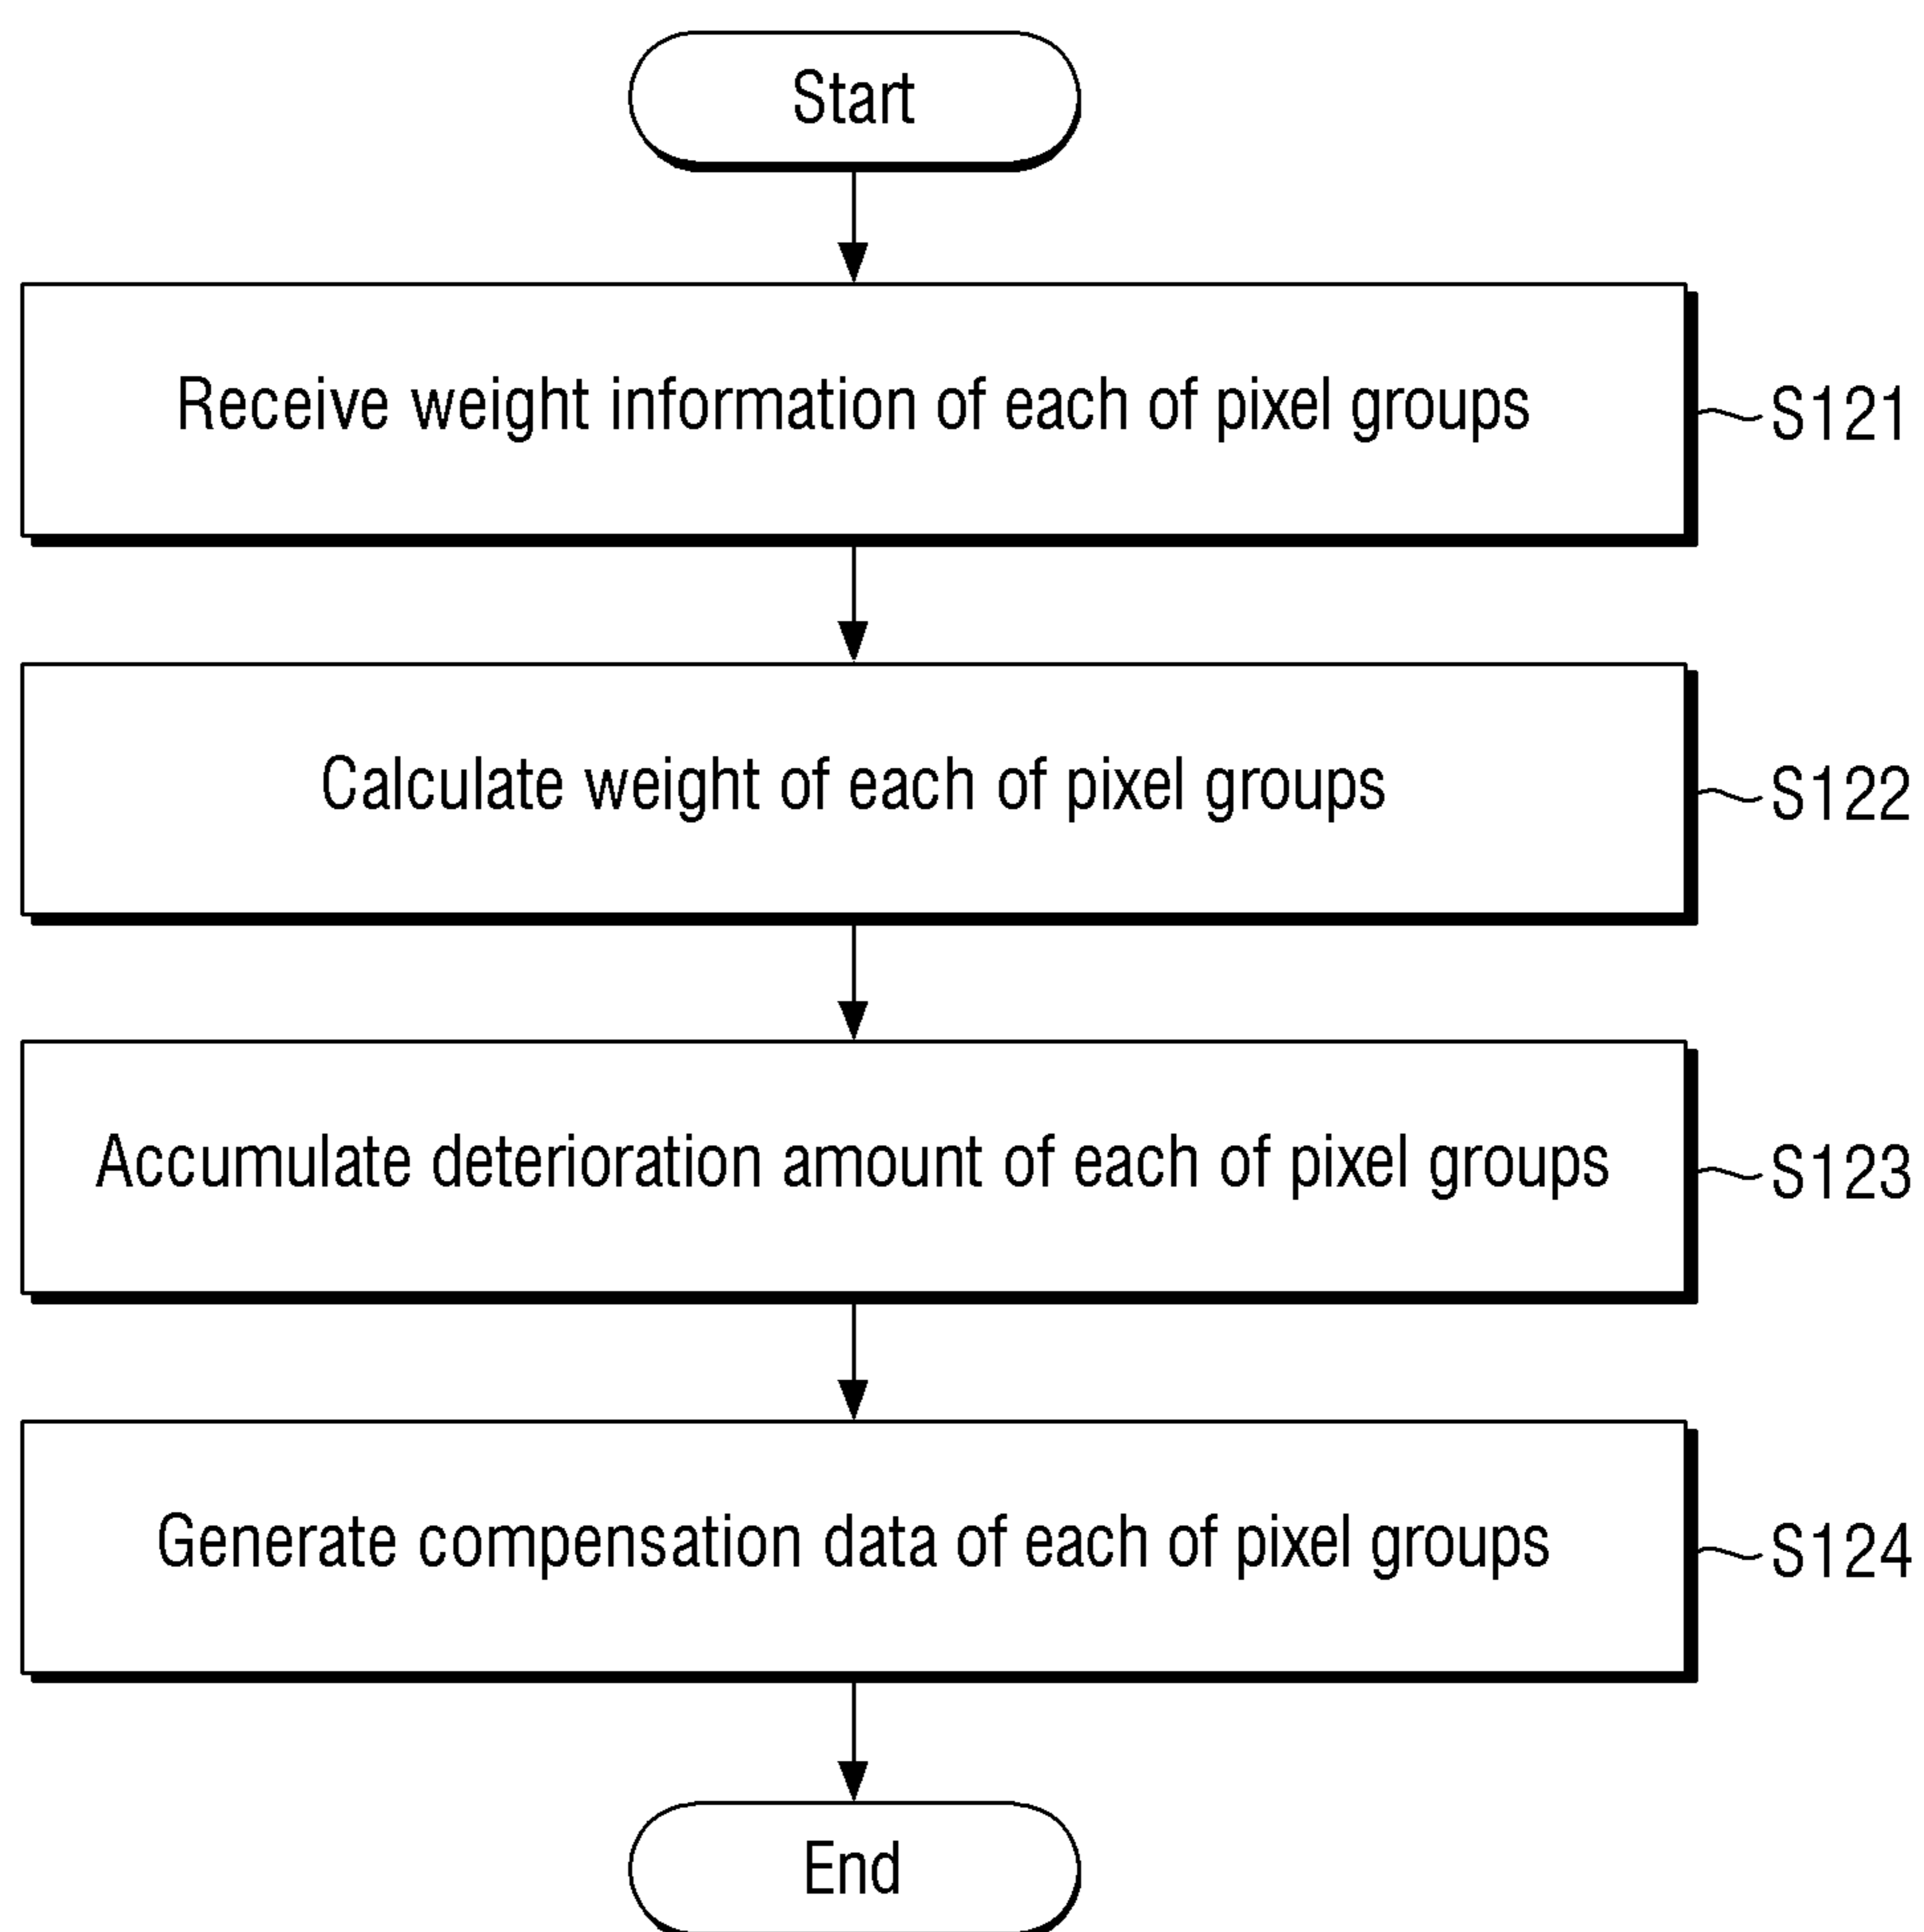 Start
Receive weight information of each of pixel groups
S121
Calculate weight of each of pixel groups
S122
Accumulate deterioration amount of each of pixel groups
S123
Generate compensation data of each of pixel groups
S124
End